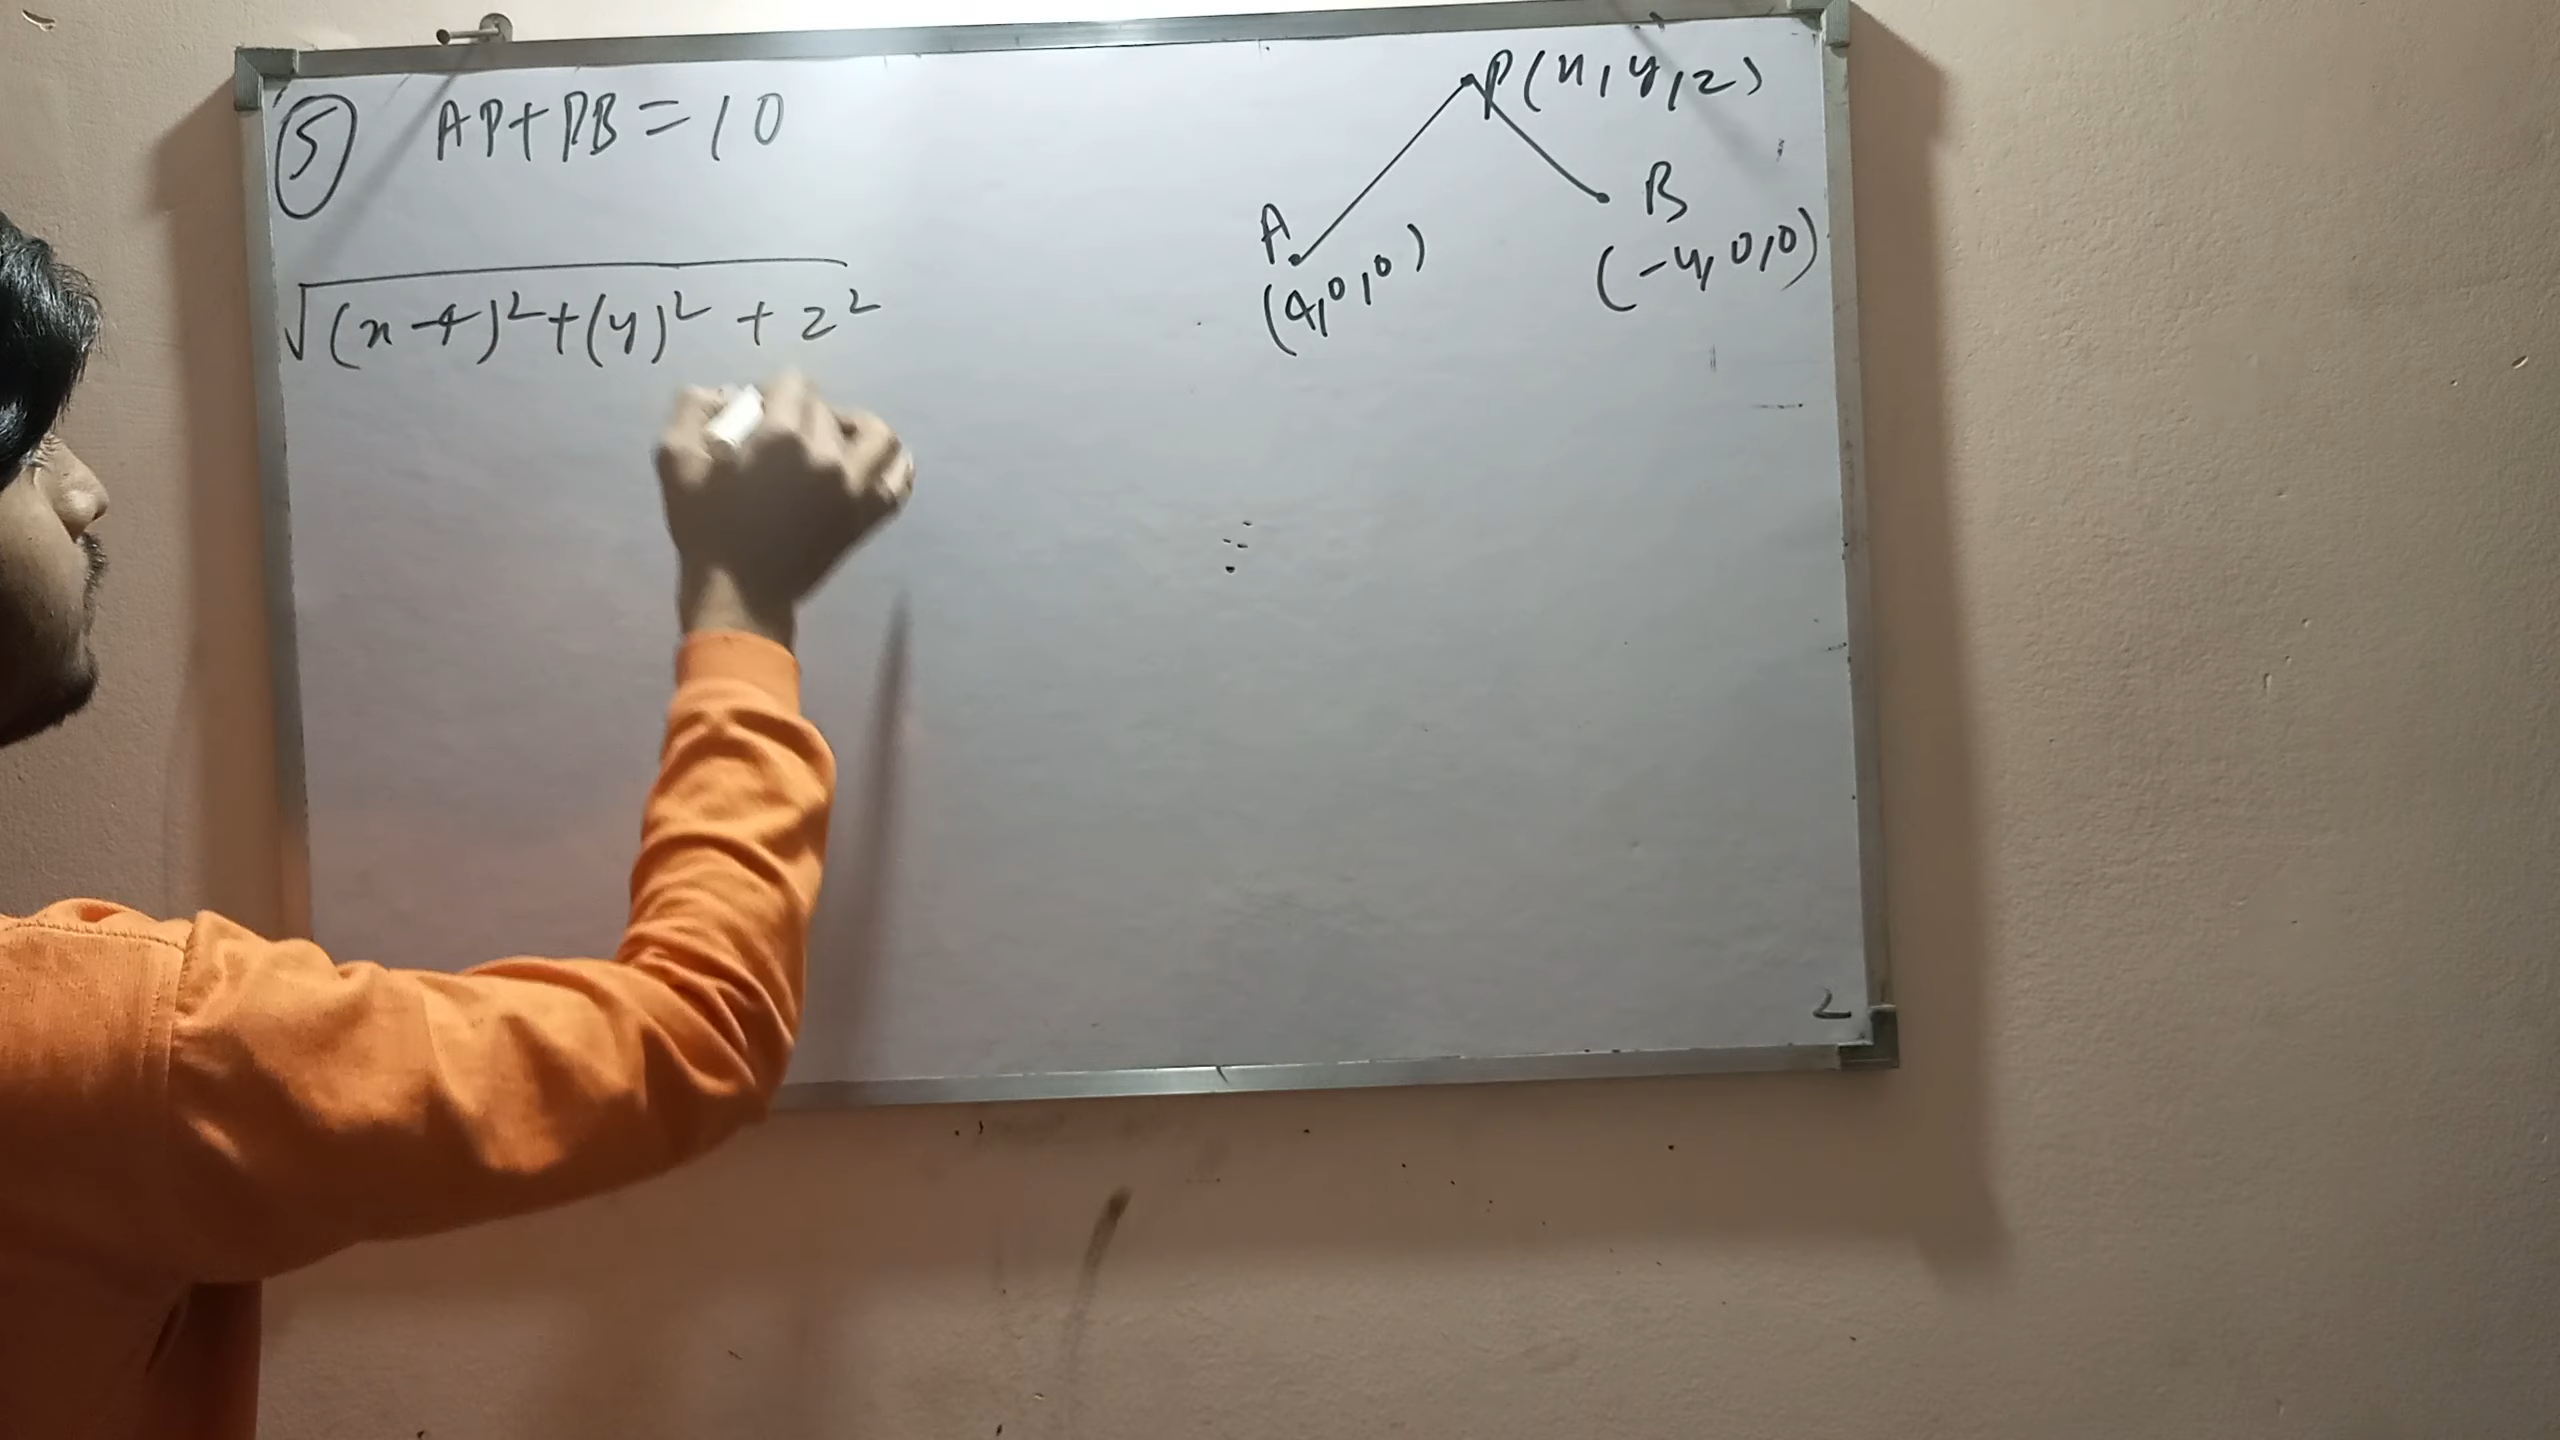 ⑤ AP+PB=10
√(x-4)²+(y)²+z²
P(x,y,z)
A
(4,0,0)
B
(-4,0,0)
2